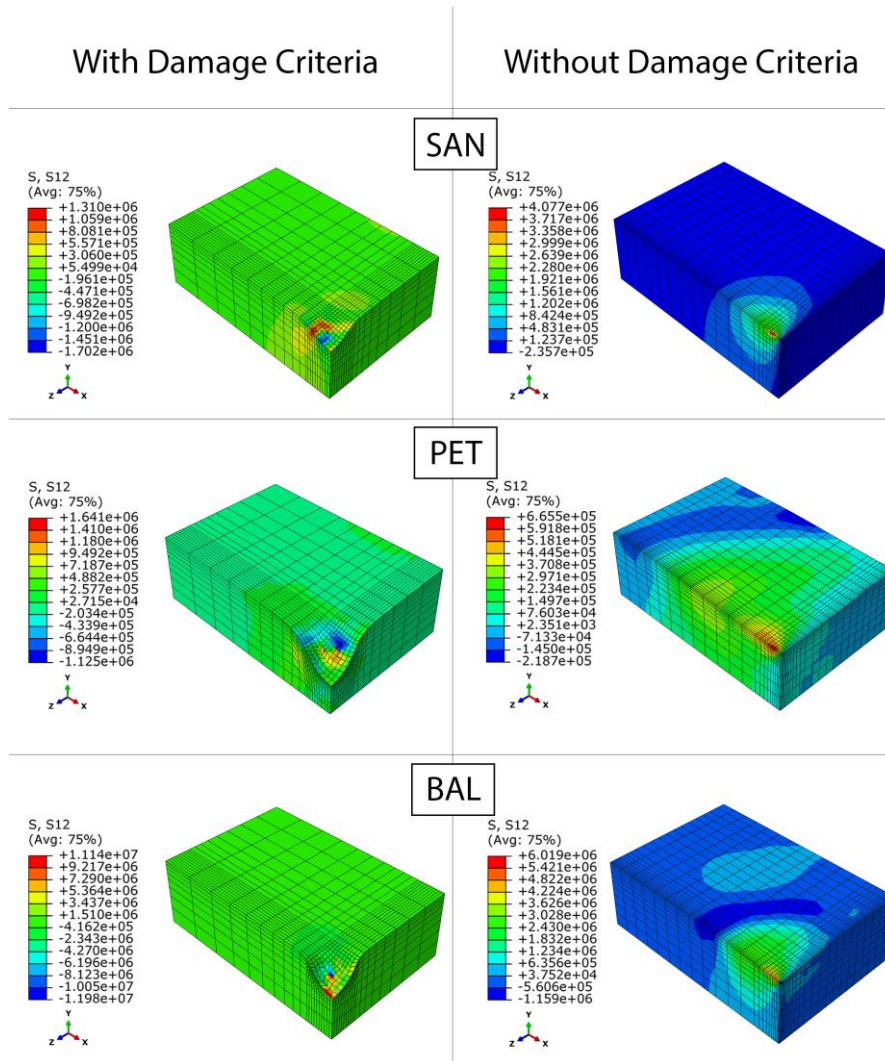 With Damage Criteria
Without Damage Criteria
SAN
S, S12
(Avg: 75%)
+1.310e+06
+1.059e+06
+8.081e+05
+5.571e+05
+3.060e+05
+5.499e+04
-1.961e+05
-4.471e+05
-6.982e+05
-9.492e+05
-1.200e+06
-1.451e+06
-1.702e+06
Y
Z
X
S, S12
(Avg: 75%)
+4.077e+06
+3.717e+06
+3.358e+06
+2.999e+06
+2.639e+06
+2.280e+06
+1.921e+06
+1.561e+06
+1.202e+06
+8.424e+05
+4.831e+05
+1.237e+05
-2.357e+05
Y
Z
X
PET
S, S12
(Avg: 75%)
+1.641e+06
+1.410e+06
+1.180e+06
+9.492e+05
+7.187e+05
+4.882e+05
+2.577e+05
+2.715e+04
-2.034e+05
-4.339e+05
-6.644e+05
-8.949e+05
-1.125e+06
Y
Z
X
S, S12
(Avg: 75%)
+6.655e+05
+5.918e+05
+5.181e+05
+4.445e+05
+3.708e+05
+2.971e+05
+2.234e+05
+1.497e+05
+7.603e+04
+2.351e+03
-7.133e+04
-1.450e+05
-2.187e+05
Y
Z
X
BAL
S, S12
(Avg: 75%)
+1.114e+07
+9.217e+06
+7.290e+06
+5.364e+06
+3.437e+06
+1.510e+06
-4.162e+05
-2.343e+06
-4.270e+06
-6.196e+06
-8.123e+06
-1.005e+07
-1.198e+07
Y
Z
X
S, S12
(Avg: 75%)
+6.019e+06
+5.421e+06
+4.822e+06
+4.224e+06
+3.626e+06
+3.028e+06
+2.430e+06
+1.832e+06
+1.234e+06
+6.356e+05
+3.752e+04
-5.606e+05
-1.159e+06
Y
Z
X